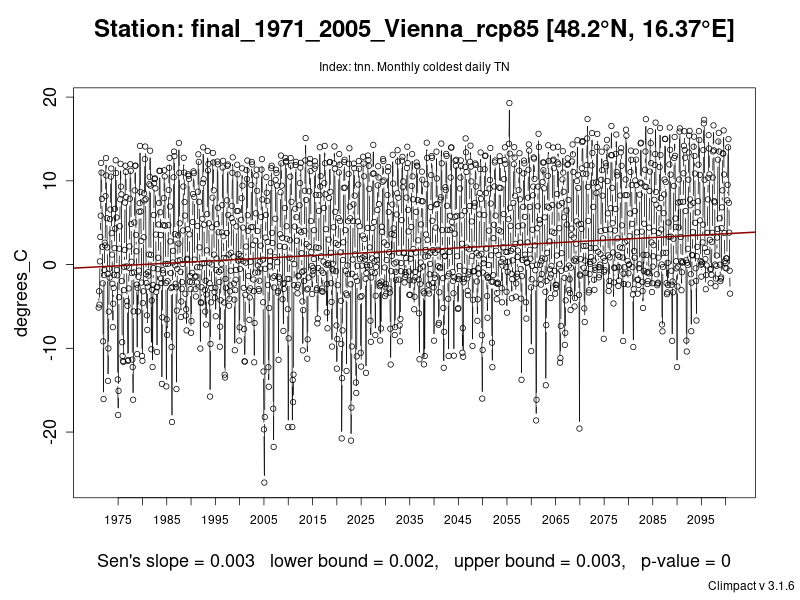 Station: final_1971_2005_Vienna_rcp85 [48.2°N, 16.37°E]
Index: tnn. Monthly coldest daily TN
degrees_C
20
10
0
-10
-20
1975 1985 1995 2005 2015 2025 2035 2045 2055 2065 2075 2085 2095
Sen's slope = 0.003 lower bound = 0.002, upper bound = 0.003, p-value = 0
Climpact v 3.1.6